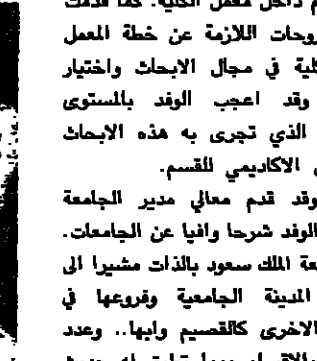 داخل معمل الكلية. كما قدمت
روحات اللازمة عن خطة المعمل
كلية في مجال الابحاث واختيار
وقد اعجب الوفد بالمستوى
الذي تجرى به هذه الابحاث
الاكاديمي للقسم.
وقد قدم معالي مدير الجامعة
الوفد شرحا وافيا عن الجامعات.
عة الملك سعود بالذات مشيرا الى
المدينة الجامعية وفروعها في
الاخرى كالقصيم وابها.. وعدد